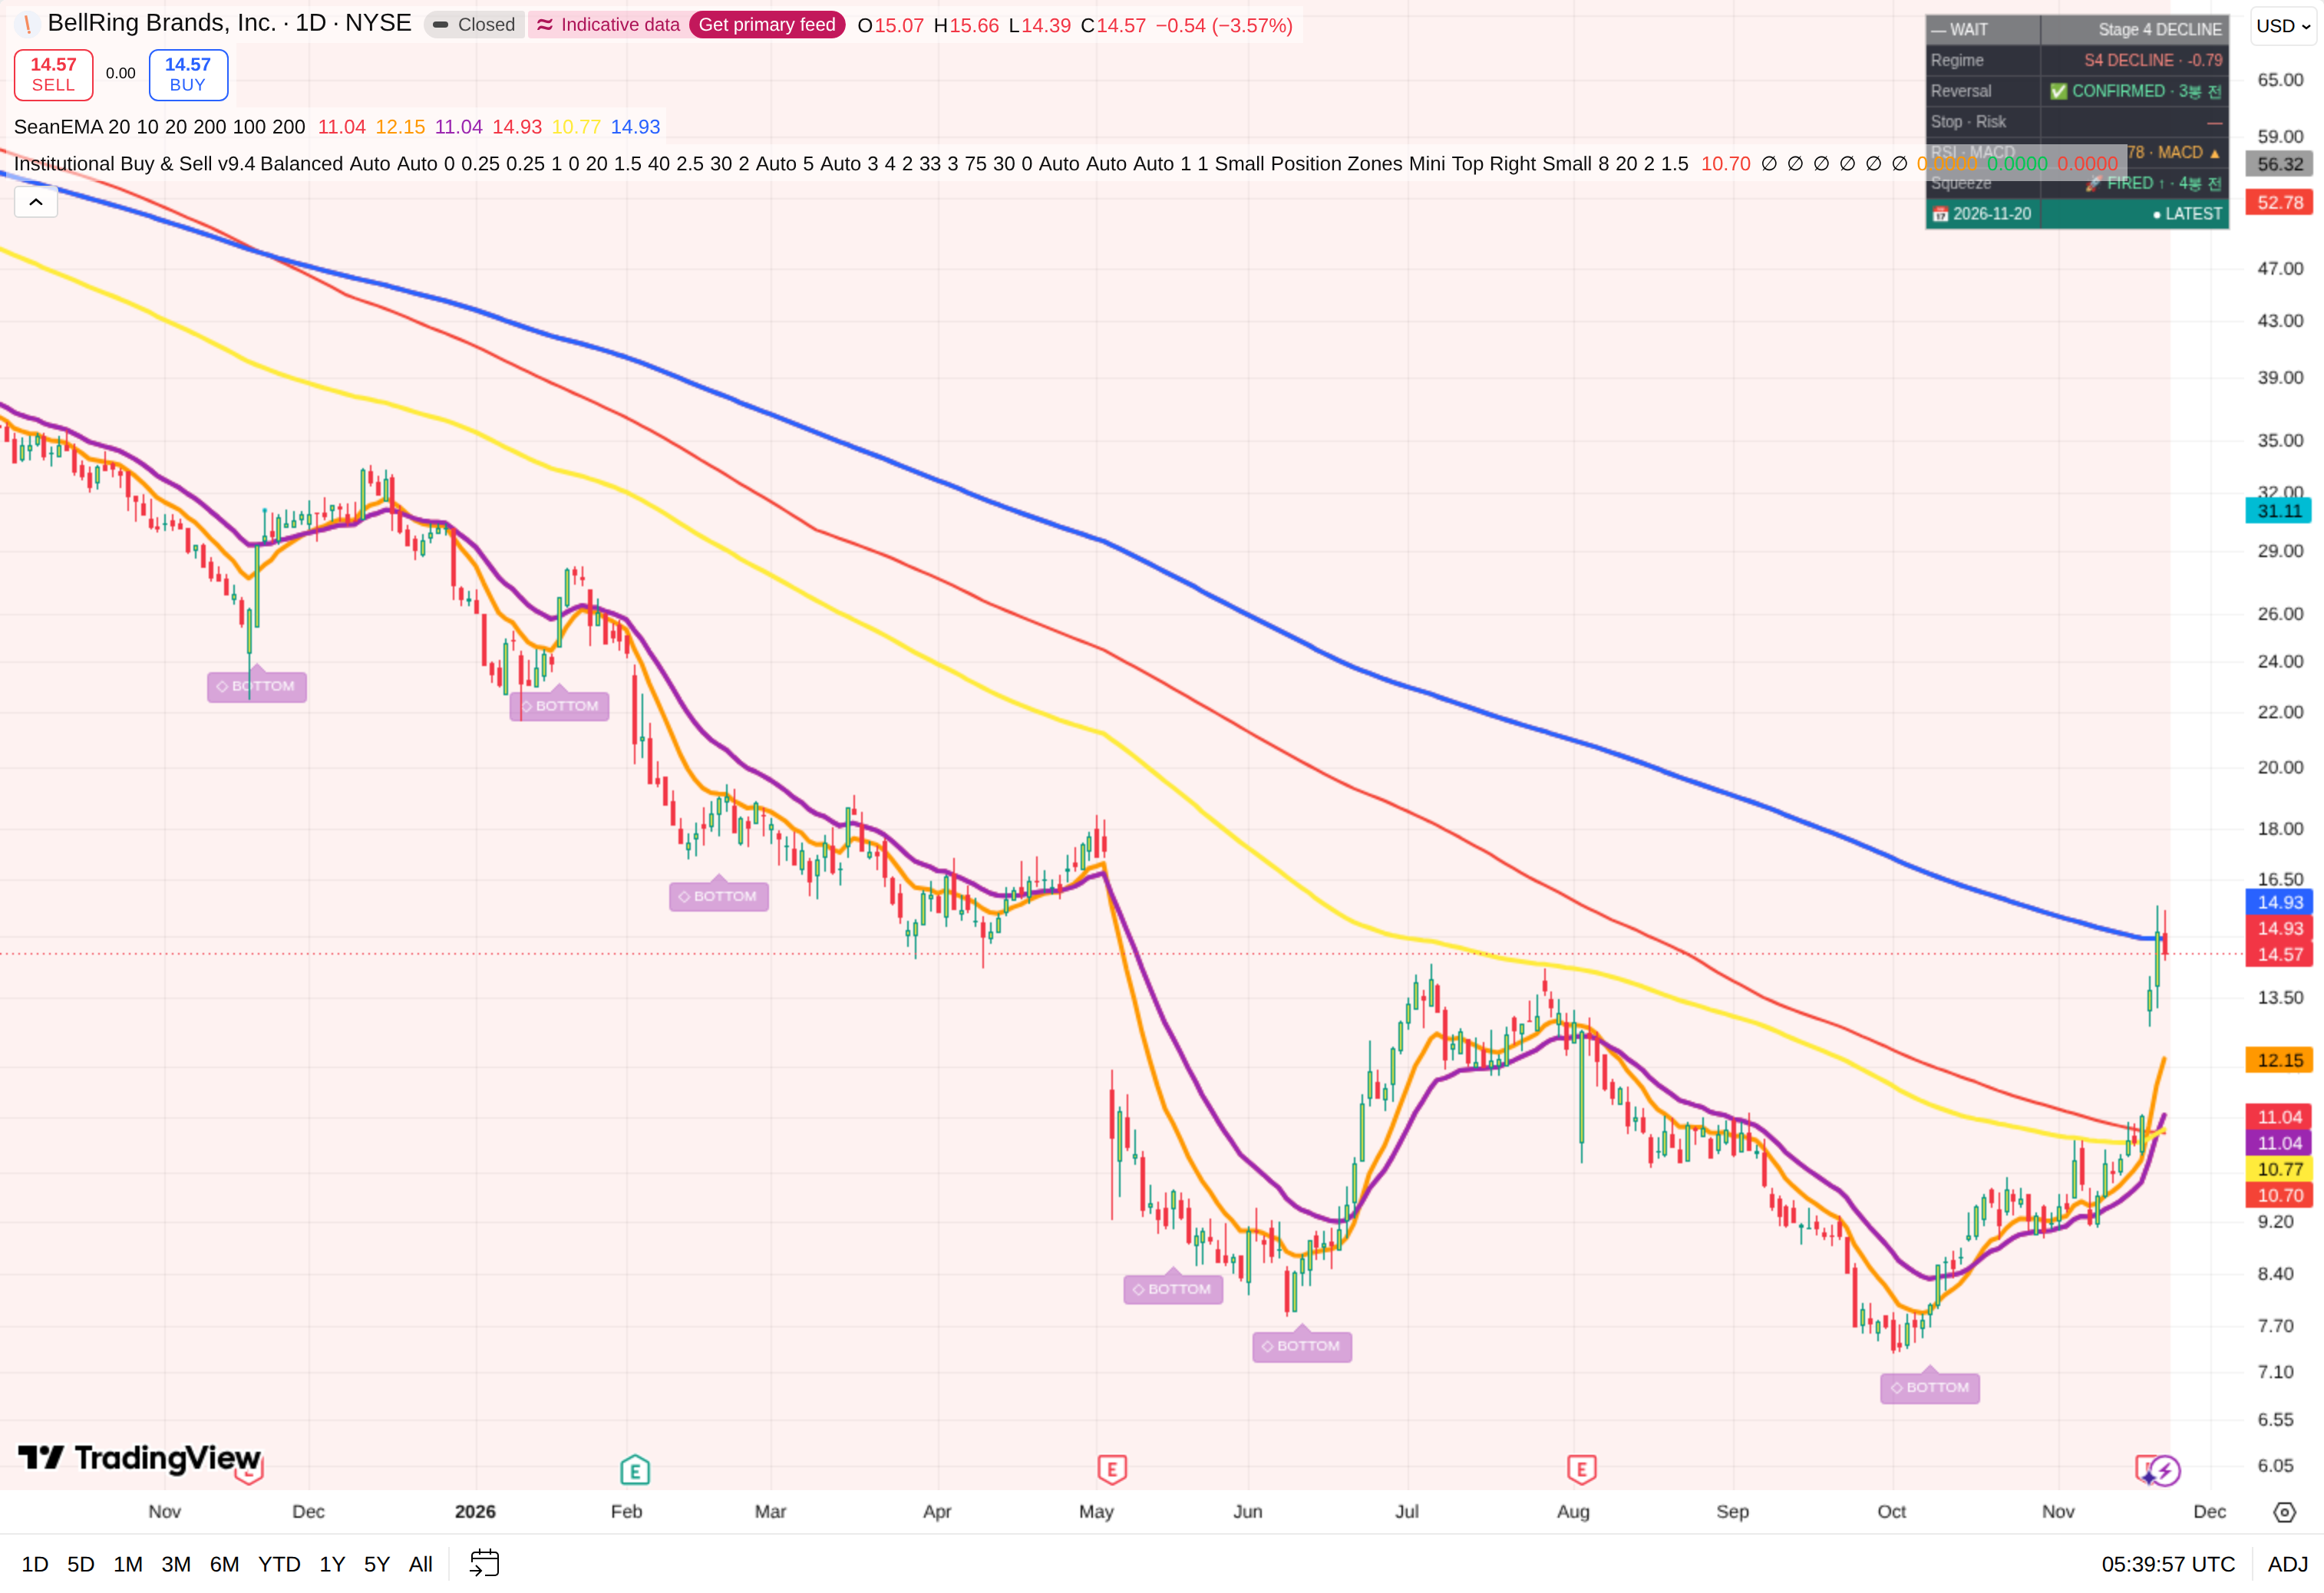 BellRing Brands, Inc. · 1D · NYSE Closed Indicative data Get primary feed O15.07 H15.66 L14.39 C14.57 −0.54 (−3.57%)
14.57 SELL 0.00 14.57 BUY
SeanEMA 20 10 20 200 100 200 11.04 12.15 11.04 14.93 10.77 14.93
Institutional Buy & Sell v9.4 Balanced Auto Auto 0 0.25 0.25 1 0 20 1.5 40 2.5 30 2 Auto 5 Auto 3 4 2 33 3 75 30 0 Auto Auto Auto 1 1 Small Position Zones Mini Top Right Small 8 20 2 1.5 10.70 ∅ ∅ ∅ ∅ ∅ ∅ 0.0000 0.0000 0.0000
— WAIT Stage 4 DECLINE
Regime S4 DECLINE · -0.79
Reversal ✅ CONFIRMED · 3봉 전
Stop · Risk —
RSI · MACD 78 · MACD ▲
Squeeze 🚀 FIRED ↑ · 4봉 전
📅 2026-11-20 ● LATEST
USD
65.00
59.00
56.32
52.78
47.00
43.00
39.00
35.00
32.00
31.11
29.00
26.00
24.00
22.00
20.00
18.00
16.50
14.93
14.93
14.57
13.50
12.15
11.04
11.04
10.77
10.70
9.20
8.40
7.70
7.10
6.55
6.05
◇ BOTTOM
◇ BOTTOM
◇ BOTTOM
◇ BOTTOM
◇ BOTTOM
◇ BOTTOM
TradingView
E E E
Nov Dec 2026 Feb Mar Apr May Jun Jul Aug Sep Oct Nov Dec
1D 5D 1M 3M 6M YTD 1Y 5Y All 05:39:57 UTC ADJ